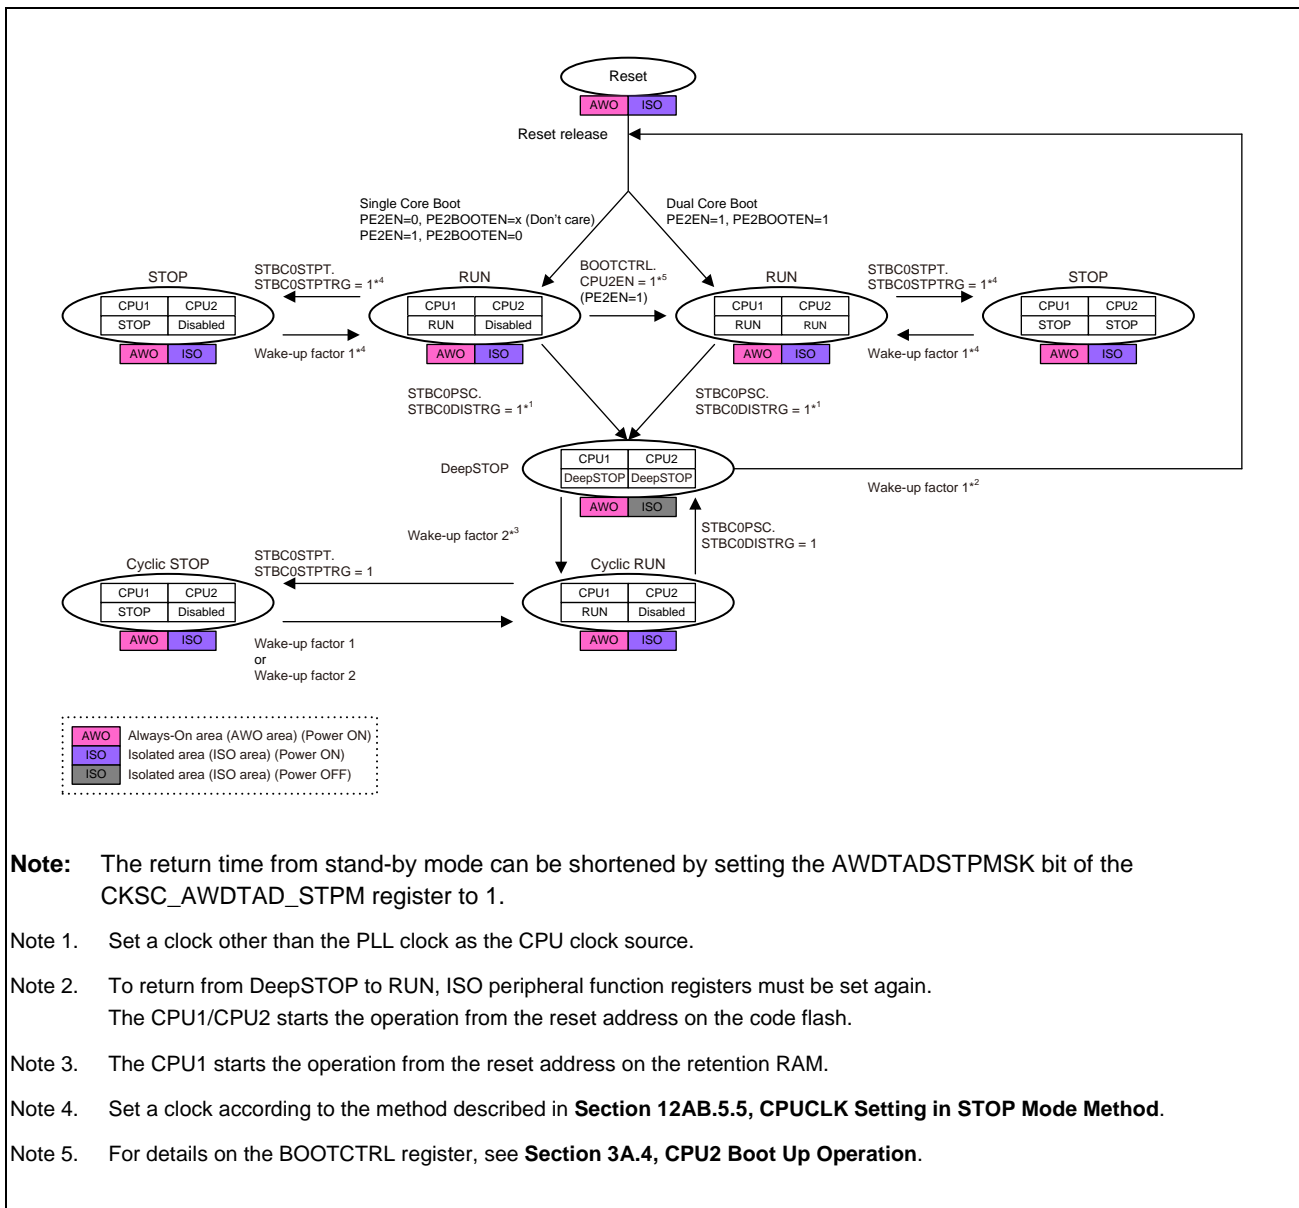 Reset
AWO ISO
Reset release
Single Core Boot
PE2EN=0, PE2BOOTEN=x (Don't care)
PE2EN=1, PE2BOOTEN=0
Dual Core Boot
PE2EN=1, PE2BOOTEN=1
STOP
CPU1 CPU2
STOP Disabled
AWO ISO
STBC0STPT.
STBC0STPTRG = 1*4
Wake-up factor 1*4
RUN
CPU1 CPU2
RUN Disabled
AWO ISO
BOOTCTRL.
CPU2EN = 1*5
(PE2EN=1)
RUN
CPU1 CPU2
RUN RUN
AWO ISO
STBC0STPT.
STBC0STPTRG = 1*4
Wake-up factor 1*4
STOP
CPU1 CPU2
STOP STOP
AWO ISO
STBC0PSC.
STBC0DISTRG = 1*1
STBC0PSC.
STBC0DISTRG = 1*1
DeepSTOP
CPU1 CPU2
DeepSTOP DeepSTOP
AWO ISO
Wake-up factor 1*2
Wake-up factor 2*3
STBC0PSC.
STBC0DISTRG = 1
Cyclic STOP
CPU1 CPU2
STOP Disabled
AWO ISO
STBC0STPT.
STBC0STPTRG = 1
Wake-up factor 1
or
Wake-up factor 2
Cyclic RUN
CPU1 CPU2
RUN Disabled
AWO ISO
AWO Always-On area (AWO area) (Power ON)
ISO Isolated area (ISO area) (Power ON)
ISO Isolated area (ISO area) (Power OFF)
Note: The return time from stand-by mode can be shortened by setting the AWDTADSTPMSK bit of the
CKSC_AWDTAD_STPM register to 1.
Note 1. Set a clock other than the PLL clock as the CPU clock source.
Note 2. To return from DeepSTOP to RUN, ISO peripheral function registers must be set again.
The CPU1/CPU2 starts the operation from the reset address on the code flash.
Note 3. The CPU1 starts the operation from the reset address on the retention RAM.
Note 4. Set a clock according to the method described in Section 12AB.5.5, CPUCLK Setting in STOP Mode Method.
Note 5. For details on the BOOTCTRL register, see Section 3A.4, CPU2 Boot Up Operation.